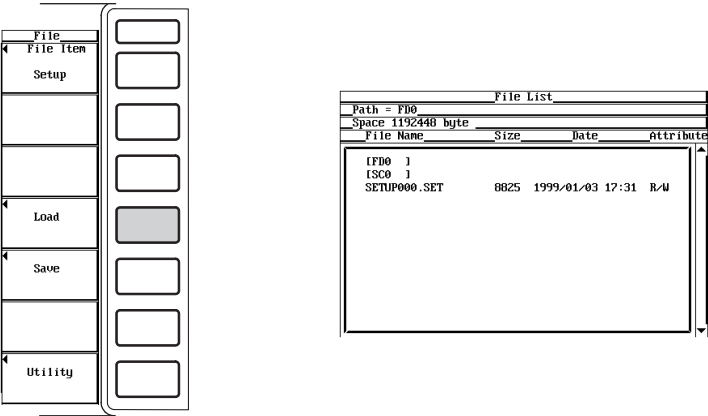 File
File Item
Setup
Load
Save
Utility
File List
Path = FD0
Space 1192448 byte
File Name Size Date Attribute
[FD0 ]
[SC0 ]
SETUP000.SET 8825 1999/01/03 17:31 R/W